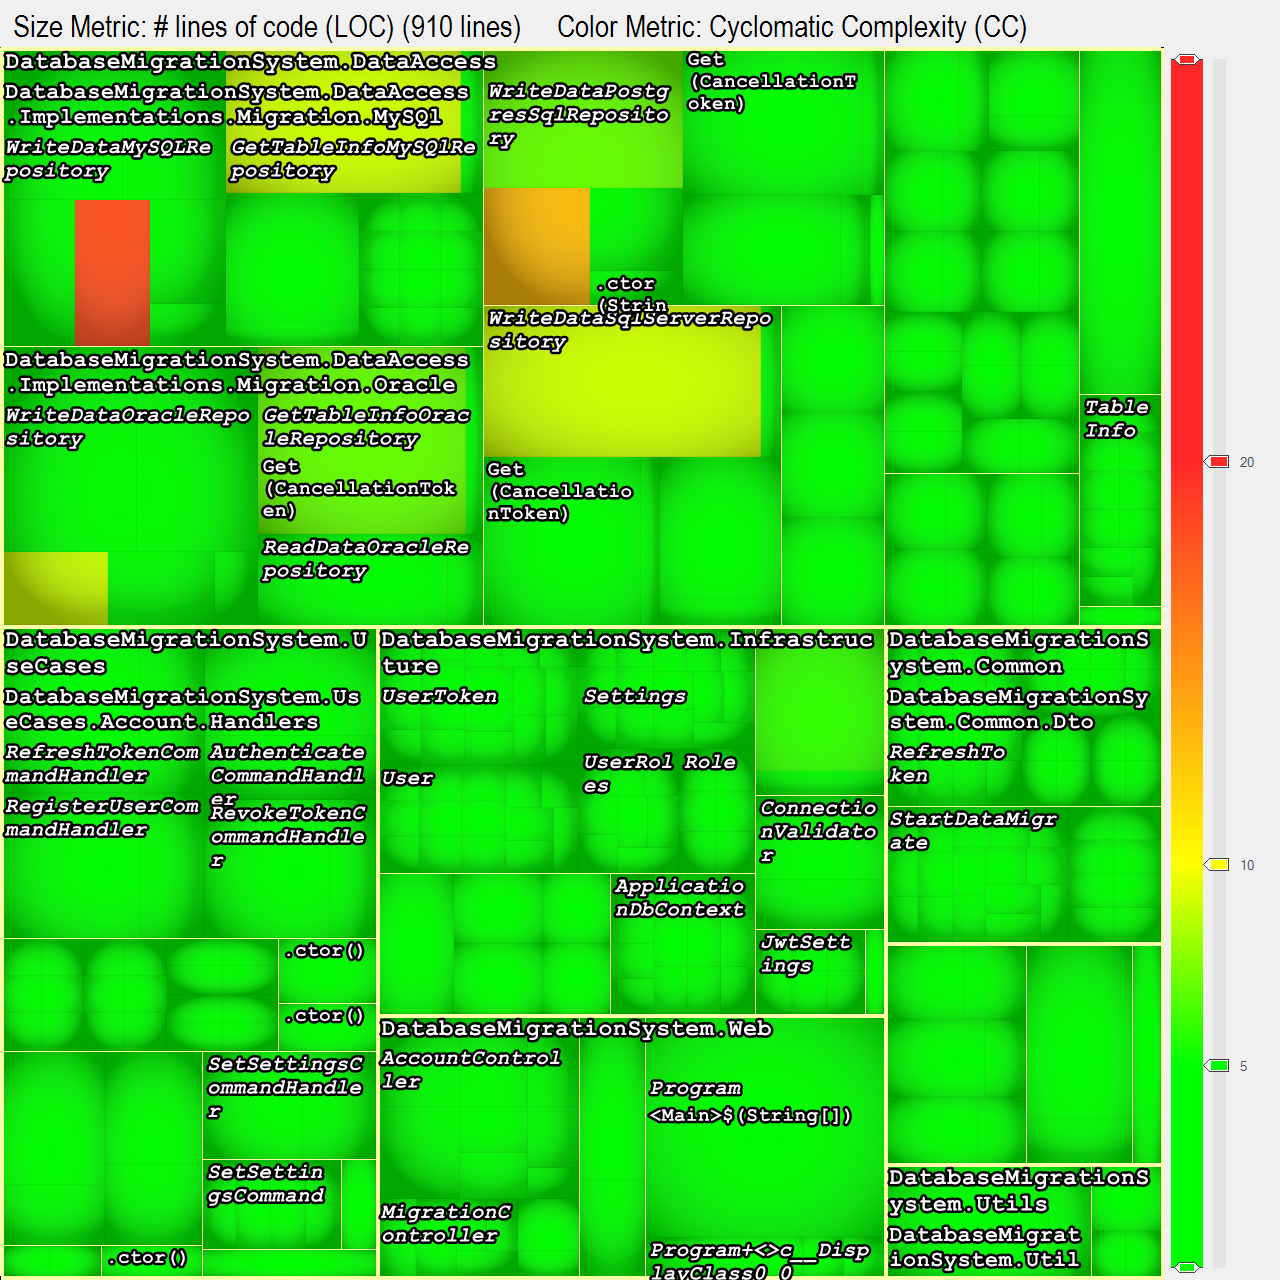 Size Metric: # lines of code (LOC) (910 lines)     Color Metric: Cyclomatic Complexity (CC)
DatabaseMigrationSystem.DataAccess
DatabaseMigrationSystem.DataAccess
.Implementations.Migration.MySQl
WriteDataMySQLRe
pository
GetTableInfoMySQlRe
pository
WriteDataPostg
resSqlReposito
ry
Get
(CancellationT
oken)
.ctor
(Strin
WriteDataSqlServerRepo
sitory
Get
(Cancellatio
nToken)
DatabaseMigrationSystem.DataAccess
.Implementations.Migration.Oracle
WriteDataOracleRepo
sitory
GetTableInfoOrac
leRepository
Get
(CancellationTok
en)
ReadDataOracleRe
pository
Table
Info
20
DatabaseMigrationSystem.U
seCases
DatabaseMigrationSystem.Us
eCases.Account.Handlers
RefreshTokenCom
mandHandler
Authenticate
CommandHandl
er
RegisterUserCom
mandHandler
RevokeTokenC
ommandHandle
r
.ctor()
.ctor()
SetSettingsC
ommandHandle
r
SetSettin
gsCommand
.ctor()
DatabaseMigrationSystem.Infrastruc
ture
UserToken
Settings
User
UserRol
es
Role
Connectio
nValidato
r
Applicatio
nDbContext
JwtSett
ings
DatabaseMigrationSystem.Web
AccountControl
ler
Program
<Main>$(String[])
MigrationC
ontroller
Program+<>c__Disp
layClass0_0
DatabaseMigrationS
ystem.Common
DatabaseMigrationSy
stem.Common.Dto
RefreshTo
ken
StartDataMigr
ate
10
5
DatabaseMigrationS
ystem.Utils
DatabaseMigrat
ionSystem.Util